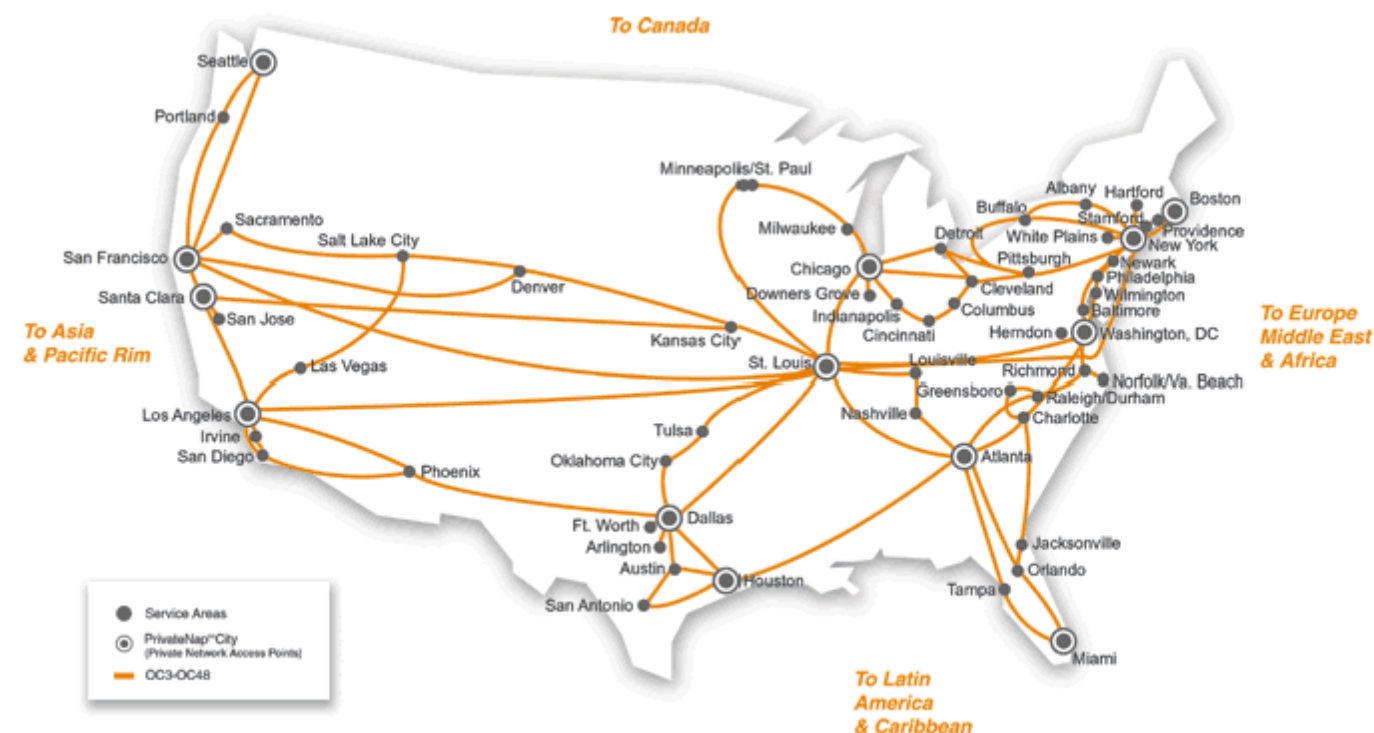 To Canada
Seattle
Portland
Minneapolis/St. Paul
Albany
Hartford
Boston
Buffalo
Stamford
Sacramento
Milwaukee
Detroit
White Plains
Providence
Salt Lake City
New York
San Francisco
Chicago
Pittsburgh
Newark
Denver
Cleveland
Philadelphia
Santa Clara
Downers Grove
Wilmington
San Jose
Indianapolis
Columbus
Baltimore
To Asia
& Pacific Rim
Kansas City
Cincinnati
Herndon
Washington, DC
To Europe
Middle East
& Africa
Las Vegas
St. Louis
Louisville
Richmond
Norfolk/Va. Beach
Greensboro
Raleigh/Durham
Los Angeles
Nashville
Charlotte
Irvine
Tulsa
San Diego
Oklahoma City
Atlanta
Phoenix
Dallas
Ft. Worth
Arlington
Jacksonville
Austin
Houston
Orlando
Tampa
San Antonio
Miami
Service Areas
PrivateNap℠City
(Private Network Access Points)
OC3-OC48
To Latin
America
& Caribbean